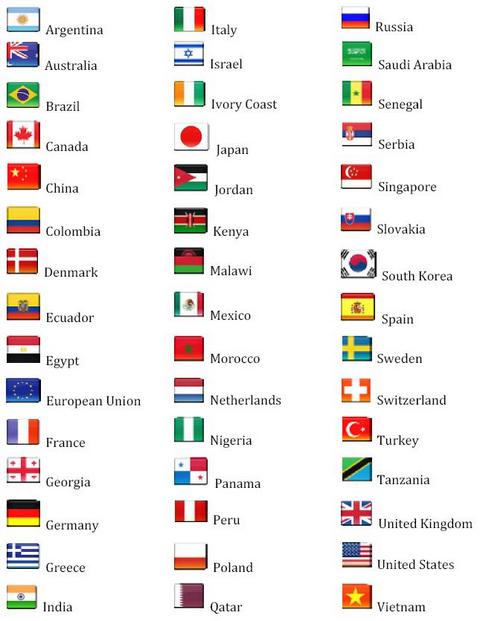 Argentina
Australia
Brazil
Canada
China
Colombia
Denmark
Ecuador
Egypt
European Union
France
Georgia
Germany
Greece
India
Italy
Israel
Ivory Coast
Japan
Jordan
Kenya
Malawi
Mexico
Morocco
Netherlands
Nigeria
Panama
Peru
Poland
Qatar
Russia
Saudi Arabia
Senegal
Serbia
Singapore
Slovakia
South Korea
Spain
Sweden
Switzerland
Turkey
Tanzania
United Kingdom
United States
Vietnam